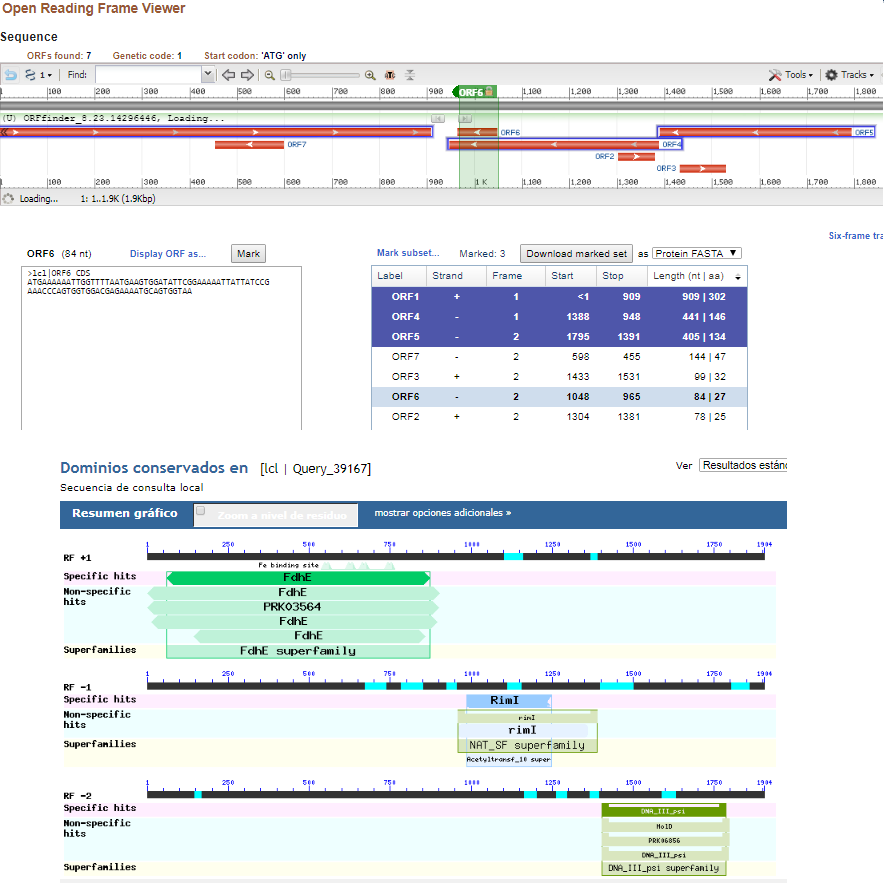 Open Reading Frame Viewer
Sequence
ORFs found: 7 Genetic code: 1 Start codon: 'ATG' only
1 Find: Tools Tracks
1 100 200 300 400 500 600 700 800 900 ORF6 1,100 1,200 1,300 1,400 1,500 1,600 1,700 1,800
(U) ORFfinder_8.23.14296446, Loading...
ORF6 ORF5
ORF7 ORF4
ORF2
ORF3
1 100 200 300 400 500 600 700 800 900 1 K 1,100 1,200 1,300 1,400 1,500 1,600 1,700 1,800
Loading... 1: 1..1.9K (1.9Kbp)
Six-frame tra
ORF6 (84 nt) Display ORF as... Mark
>lcl|ORF6 CDS
ATGAAAAAATTGGTTTTAATGAAGTGGATATTCGGAAAAATTATTATCCG
AAACCCAGTGGTGGACGAGAAAATGCAGTGGTAA
Mark subset... Marked: 3 Download marked set as Protein FASTA
Label Strand Frame Start Stop Length (nt | aa)
ORF1 + 1 <1 909 909 | 302
ORF4 - 1 1388 948 441 | 146
ORF5 - 2 1795 1391 405 | 134
ORF7 - 2 598 455 144 | 47
ORF3 + 2 1433 1531 99 | 32
ORF6 - 2 1048 965 84 | 27
ORF2 + 2 1304 1381 78 | 25
Dominios conservados en [lcl | Query_39167]
Ver Resultados estánd
Secuencia de consulta local
Resumen gráfico Zoom a nivel de residuo mostrar opciones adicionales »
1 250 500 750 1000 1250 1500 1750 1904
RF +1
Fe binding site
Specific hits FdhE
Non-specific hits FdhE
PRK03564
FdhE
FdhE
Superfamilies FdhE superfamily
1 250 500 750 1000 1250 1500 1750 1904
RF -1
Specific hits RimI
Non-specific hits rimI
rimI
Superfamilies NAT_SF superfamily
Acetyltransf_10 super
1 250 500 750 1000 1250 1500 1750 1904
RF -2
Specific hits DNA_III_psi
Non-specific hits HolD
PRK06856
DNA_III_psi
Superfamilies DNA_III_psi superfamily